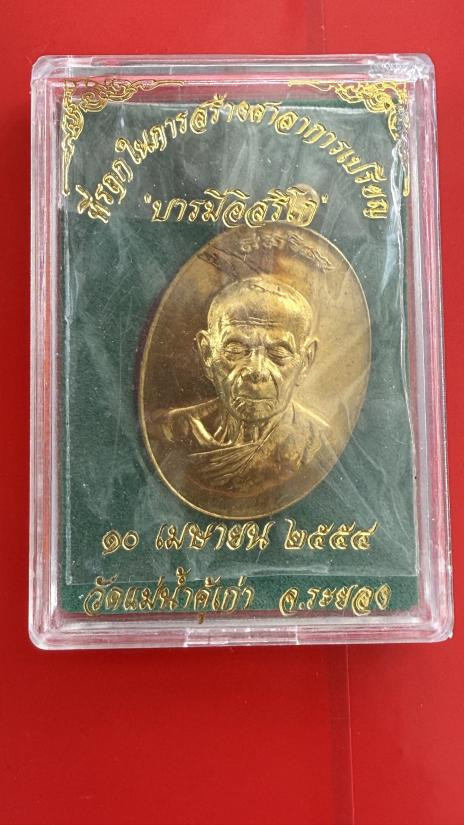 ที่รฤกในการสร้างศาลาการเปรียญ
"บารมีอิสริโก"
๑๐ เมษายน ๒๕๕๔
วัดแม่น้ำคู้เก่า จ.ระยอง